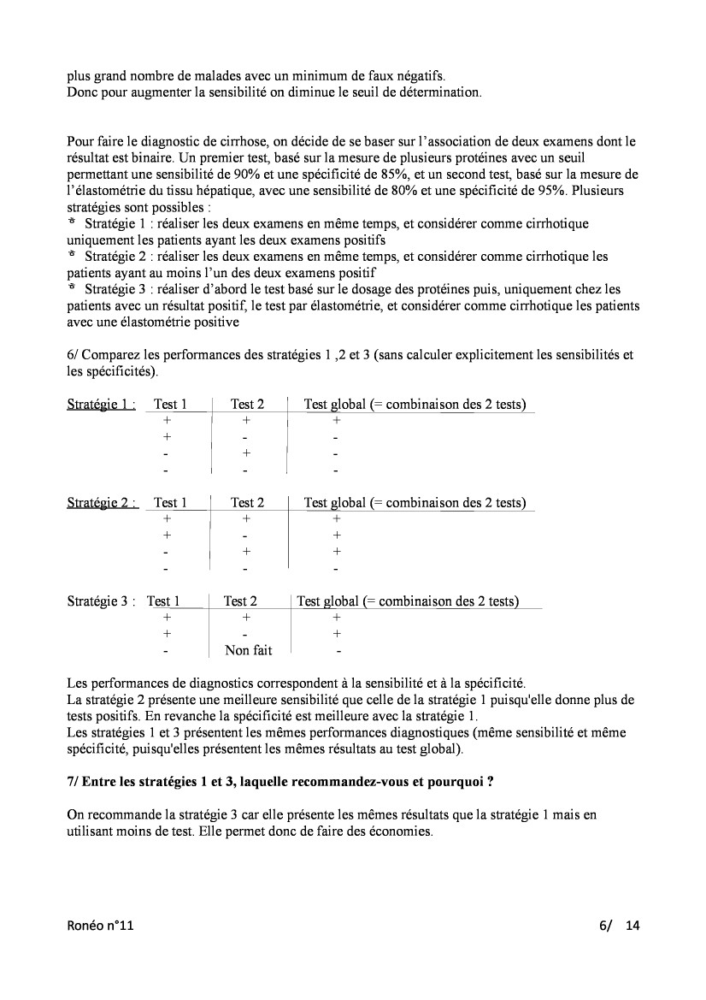 plus grand nombre de malades avec un minimum de faux négatifs.
Donc pour augmenter la sensibilité on diminue le seuil de détermination.
Pour faire le diagnostic de cirrhose, on décide de se baser sur l’association de deux examens dont le
résultat est binaire. Un premier test, basé sur la mesure de plusieurs protéines avec un seuil
permettant une sensibilité de 90% et une spécificité de 85%, et un second test, basé sur la mesure de
l’élastométrie du tissu hépatique, avec une sensibilité de 80% et une spécificité de 95%. Plusieurs
stratégies sont possibles :
Stratégie 1 : réaliser les deux examens en même temps, et considérer comme cirrhotique
uniquement les patients ayant les deux examens positifs
Stratégie 2 : réaliser les deux examens en même temps, et considérer comme cirrhotique les
patients ayant au moins l’un des deux examens positif
Stratégie 3 : réaliser d’abord le test basé sur le dosage des protéines puis, uniquement chez les
patients avec un résultat positif, le test par élastométrie, et considérer comme cirrhotique les patients
avec une élastométrie positive
6/ Comparez les performances des stratégies 1 ,2 et 3 (sans calculer explicitement les sensibilités et
les spécificités).
Stratégie 1 : Test 1 Test 2 Test global (= combinaison des 2 tests)
+ + +
+ - -
- + -
- - -
Stratégie 2 : Test 1 Test 2 Test global (= combinaison des 2 tests)
+ + +
+ - +
- + +
- - -
Stratégie 3 : Test 1 Test 2 Test global (= combinaison des 2 tests)
+ + +
+ - +
- Non fait -
Les performances de diagnostics correspondent à la sensibilité et à la spécificité.
La stratégie 2 présente une meilleure sensibilité que celle de la stratégie 1 puisqu'elle donne plus de
tests positifs. En revanche la spécificité est meilleure avec la stratégie 1.
Les stratégies 1 et 3 présentent les mêmes performances diagnostiques (même sensibilité et même
spécificité, puisqu'elles présentent les mêmes résultats au test global).
7/ Entre les stratégies 1 et 3, laquelle recommandez-vous et pourquoi ?
On recommande la stratégie 3 car elle présente les mêmes résultats que la stratégie 1 mais en
utilisant moins de test. Elle permet donc de faire des économies.
Ronéo n°11 6/ 14